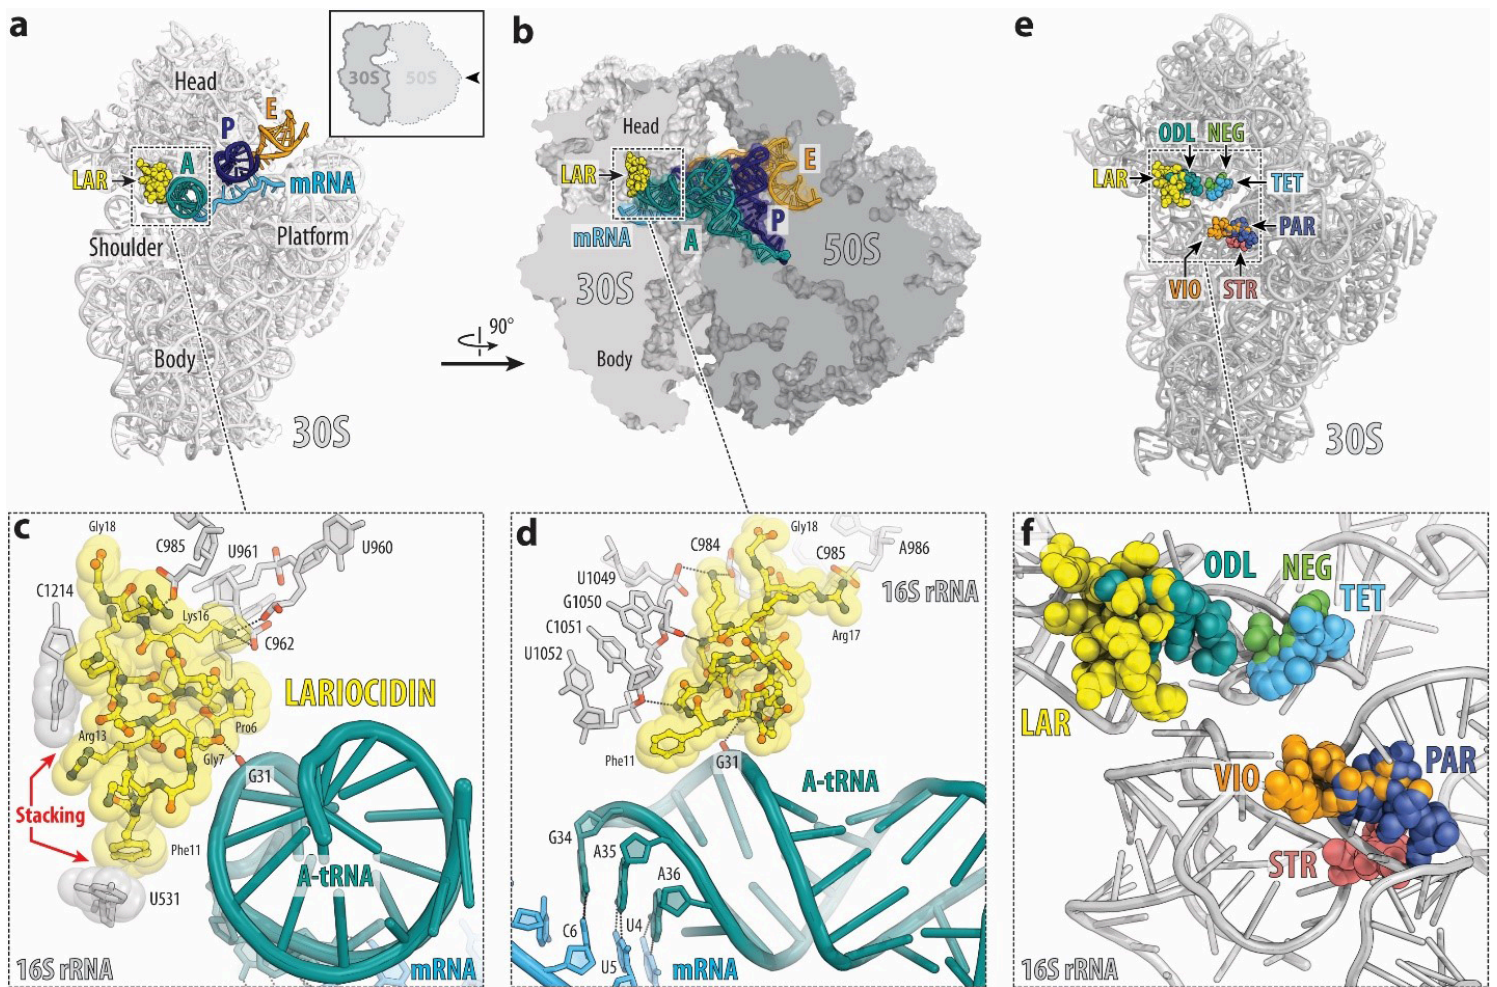 a
Head
30S
50S
E
P
A
LAR
mRNA
Shoulder
Platform
Body
30S
90°
b
Head
LAR
E
mRNA
A
P
50S
30S
Body
e
ODL
NEG
LAR
TET
PAR
VIO
STR
30S
c
Gly18
C985
U961
U960
C1214
Lys16
C962
LARIOCIDIN
Arg13
Pro6
Gly7
G31
Stacking
Phe11
A-tRNA
U531
16S rRNA
mRNA
d
Gly18
C984
C985
A986
U1049
16S rRNA
G1050
C1051
Arg17
U1052
Phe11
G31
A-tRNA
G34
A35
A36
C6
U4
U5
mRNA
f
ODL
NEG
TET
LAR
VIO
PAR
STR
16S rRNA